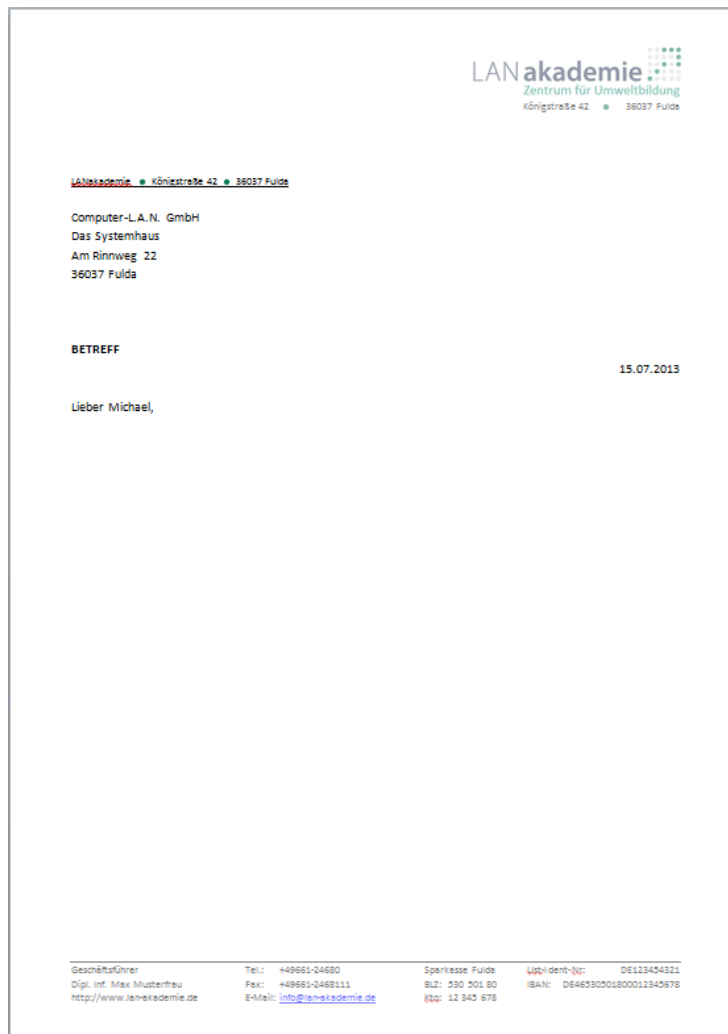 LANakademie
Zentrum für Umweltbildung
Königstraße 42 ● 36037 Fulda
LANakademie ● Königstraße 42 ● 36037 Fulda
Computer-L.A.N. GmbH
Das Systemhaus
Am Rinnweg 22
36037 Fulda
BETREFF
15.07.2013
Lieber Michael,
Geschäftsführer Tel.: +49661-24680 Sparkasse Fulda Ust-Ident-Nr: DE123454321
Dipl. Inf. Max Musterfrau Fax: +49661-2468111 BLZ: 530 501 80 IBAN: DE46530501800012345678
http://www.lan-akademie.de E-Mail: info@lan-akademie.de Kto: 12 345 678